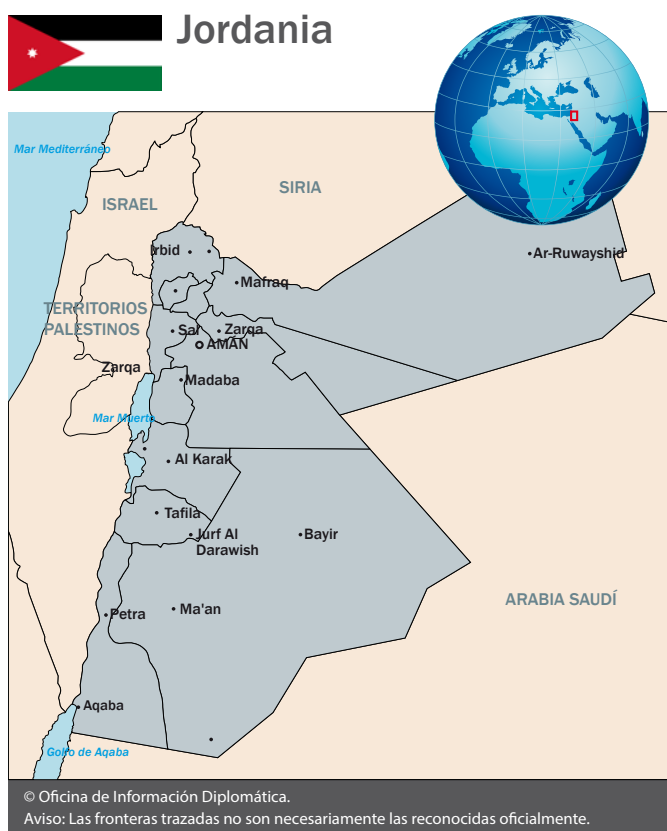 Jordania
Mar Mediterráneo
SIRIA
ISRAEL
Irbid
Ar-Ruwayshid
Mafraq
TERRITORIOS
PALESTINOS
Sal
Zarqa
AMÁN
Zarqa
Madaba
Mar Muerto
Al Karak
Tafila
Jurf Al
Darawish
Bayir
ARABIA SAUDÍ
Petra
Ma'an
Aqaba
Golfo de Aqaba
© Oficina de Información Diplomática.
Aviso: Las fronteras trazadas no son necesariamente las reconocidas oficialmente.